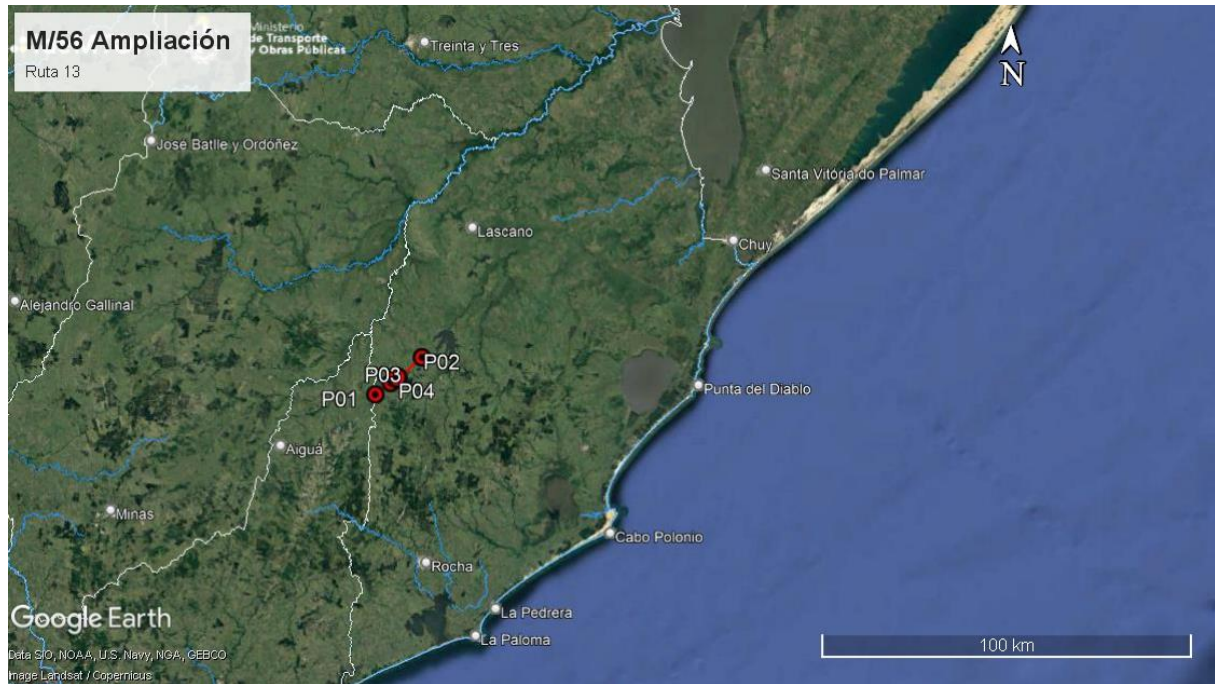 M/56 Ampliación
Ruta 13
Ministerio
de Transporte
y Obras Públicas
Treinta y Tres
N
José Batlle y Ordóñez
Santa Vitória do Palmar
Lascano
Chuy
Alejandro Gallinal
P02
P03
P04
P01
Punta del Diablo
Aiguá
Minas
Cabo Polonio
Rocha
La Pedrera
La Paloma
Google Earth
100 km
Data SIO, NOAA, U.S. Navy, NGA, GEBCO
Image Landsat / Copernicus